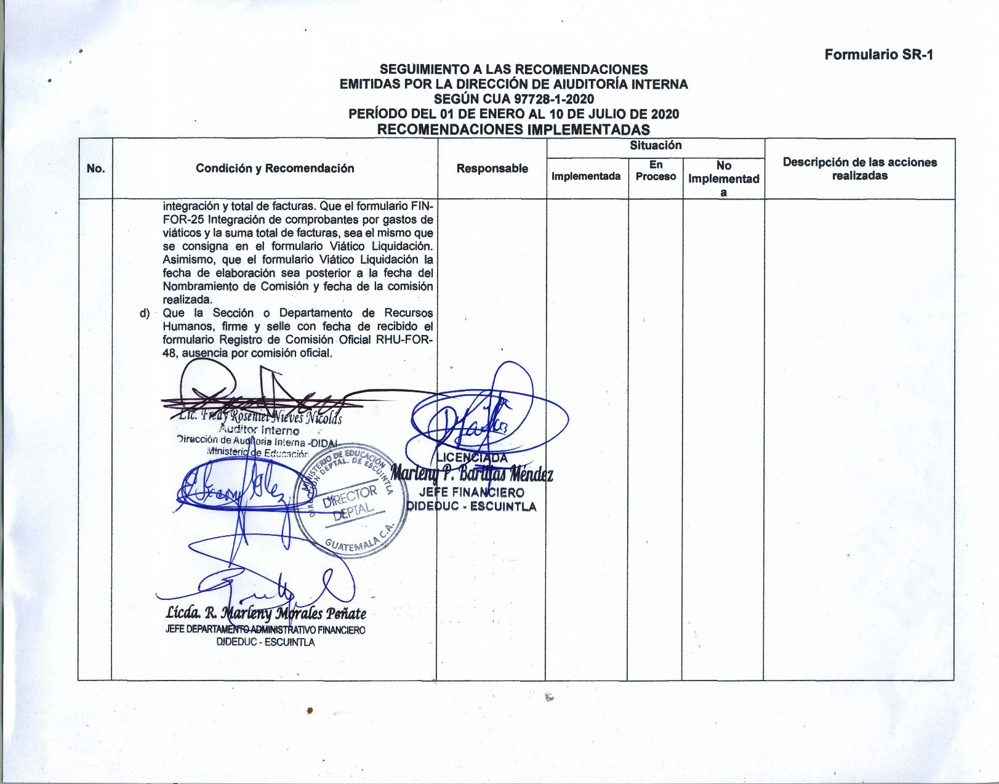 Formulario SR-1
SEGUIMIENTO A LAS RECOMENDACIONES
EMITIDAS POR LA DIRECCIÓN DE AIUDITORÍA INTERNA
SEGÚN CUA 97728-1-2020
PERÍODO DEL 01 DE ENERO AL 10 DE JULIO DE 2020
RECOMENDACIONES IMPLEMENTADAS
No.
Condición y Recomendación
Responsable
Situación
Implementada
En
Proceso
No
Implementad
a
Descripción de las acciones
realizadas
integración y total de facturas. Que el formulario FIN-
FOR-25 Integración de comprobantes por gastos de
viáticos y la suma total de facturas, sea el mismo que
se consigna en el formulario Viático Liquidación.
Asimismo, que el formulario Viático Liquidación la
fecha de elaboración sea posterior a la fecha del
Nombramiento de Comisión y fecha de la comisión
realizada.
d) Que la Sección o Departamento de Recursos
Humanos, firme y selle con fecha de recibido el
formulario Registro de Comisión Oficial RHU-FOR-
48, ausencia por comisión oficial.
Lic. Fredy Roseniel Nieves Nicolás
Auditor Interno
Dirección de Auditoria Interna -DIDAI-
Ministerio de Educación
MINISTERIO DE EDUCACIÓN
DIRECCIÓN DEPTAL. DE ESCUINTLA
DIRECTOR
DEPTAL.
GUATEMALA C.A.
LICENCIADA
Marleny P. Barillas Méndez
JEFE FINANCIERO
DIDEDUC - ESCUINTLA
Licda. R. Marleny Morales Peñate
JEFE DEPARTAMENTO ADMINISTRATIVO FINANCIERO
DIDEDUC - ESCUINTLA